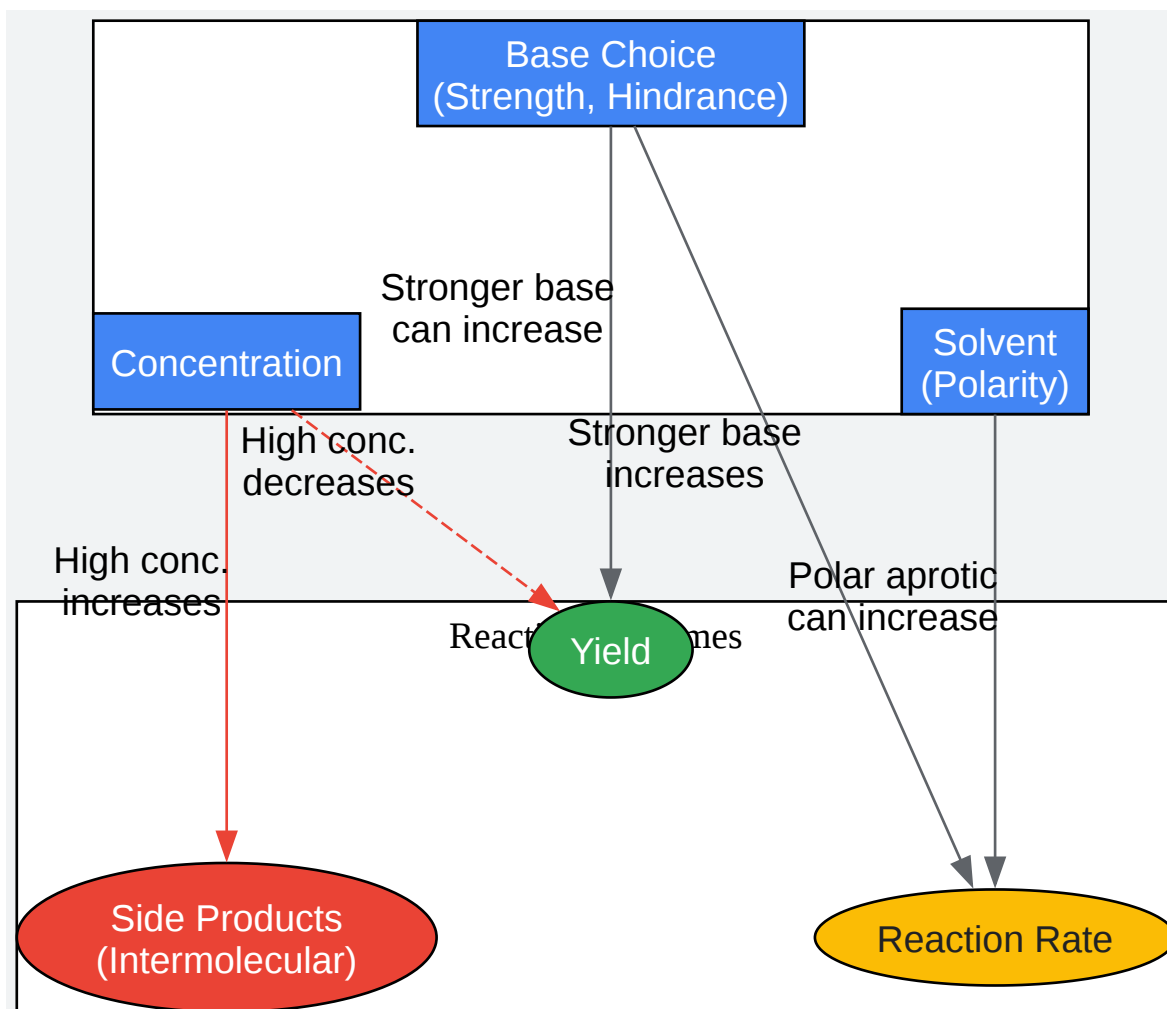 Base Choice
(Strength, Hindrance)
Stronger base
can increase
Concentration
Solvent
(Polarity)
High conc.
decreases
Stronger base
increases
High conc.
increases
Polar aprotic
can increase
Yield
Side Products
(Intermolecular)
Reaction Rate